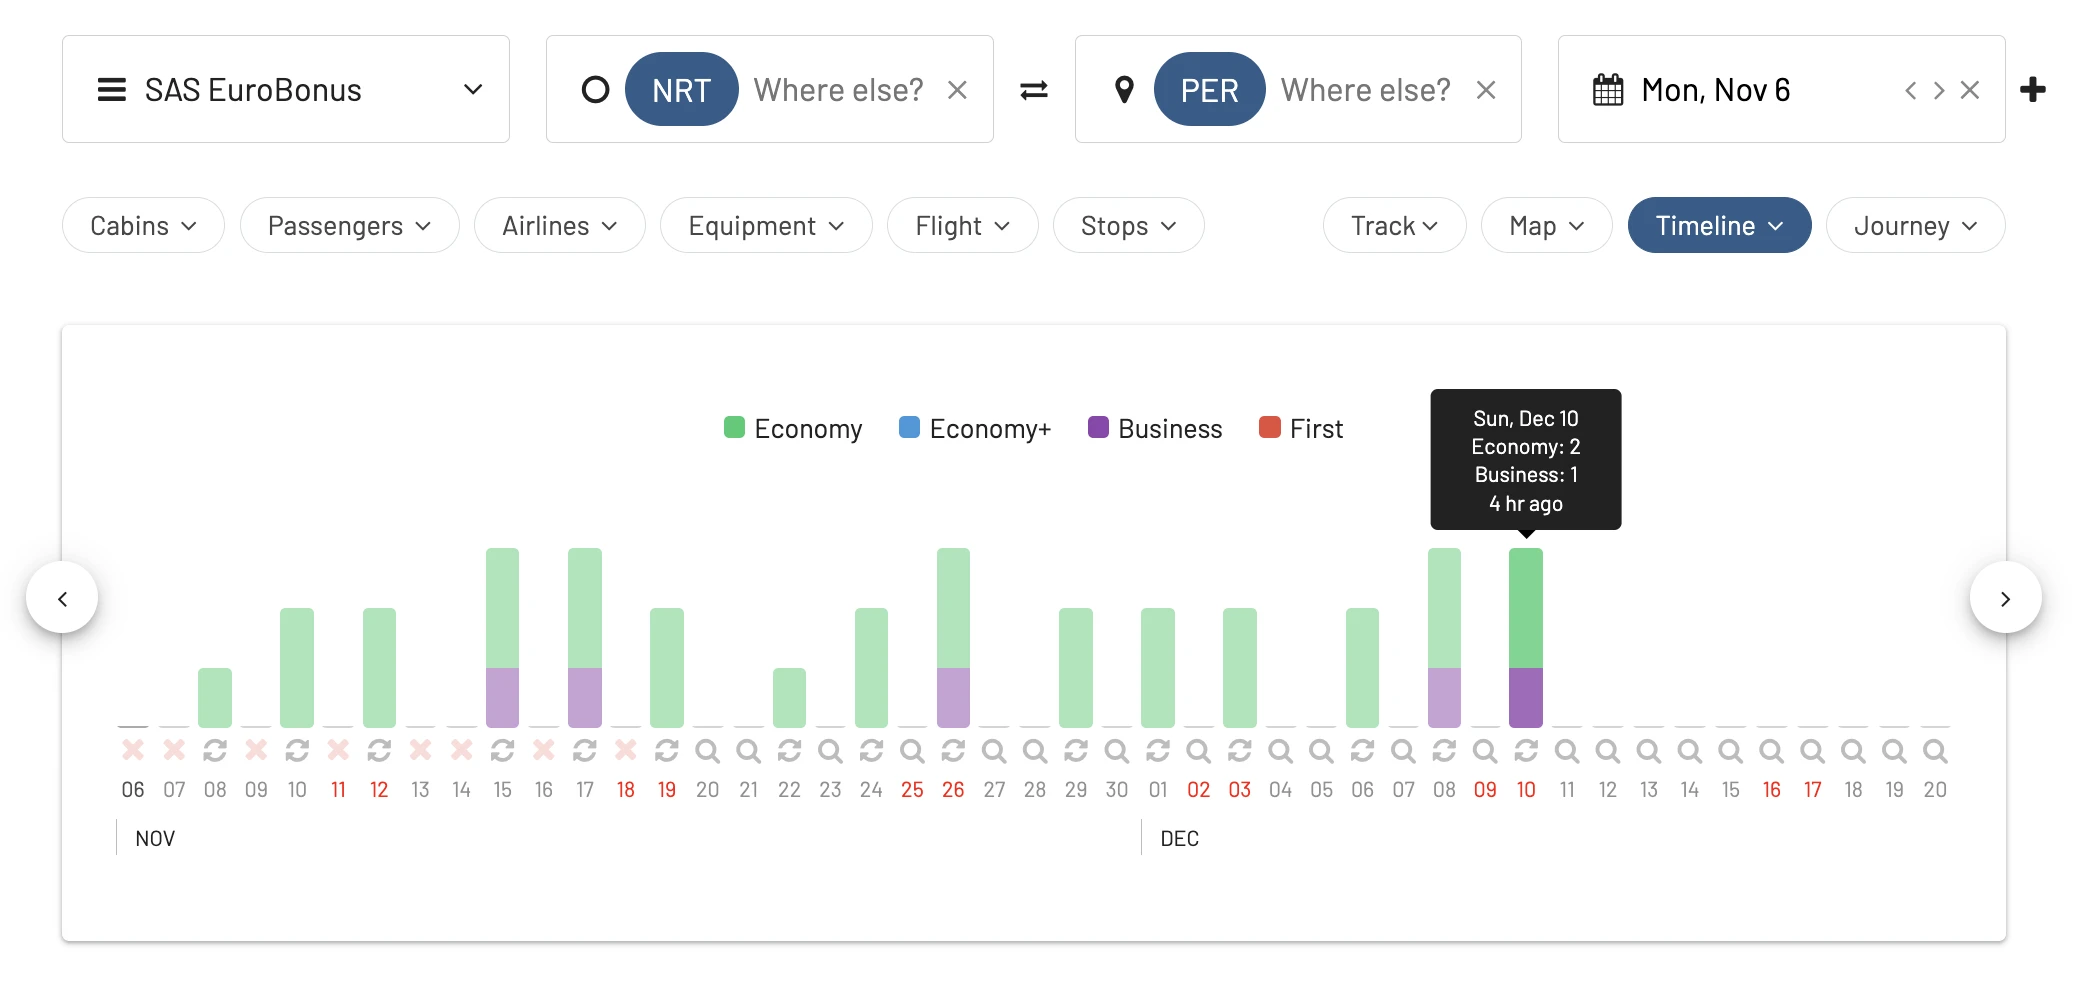 SAS EuroBonus NRT Where else? PER Where else? Mon, Nov 6
Cabins Passengers Airlines Equipment Flight Stops Track Map Timeline Journey
Economy Economy+ Business First
Sun, Dec 10
Economy: 2
Business: 1
4 hr ago
06 07 08 09 10 11 12 13 14 15 16 17 18 19 20 21 22 23 24 25 26 27 28 29 30 01 02 03 04 05 06 07 08 09 10 11 12 13 14 15 16 17 18 19 20
NOV DEC